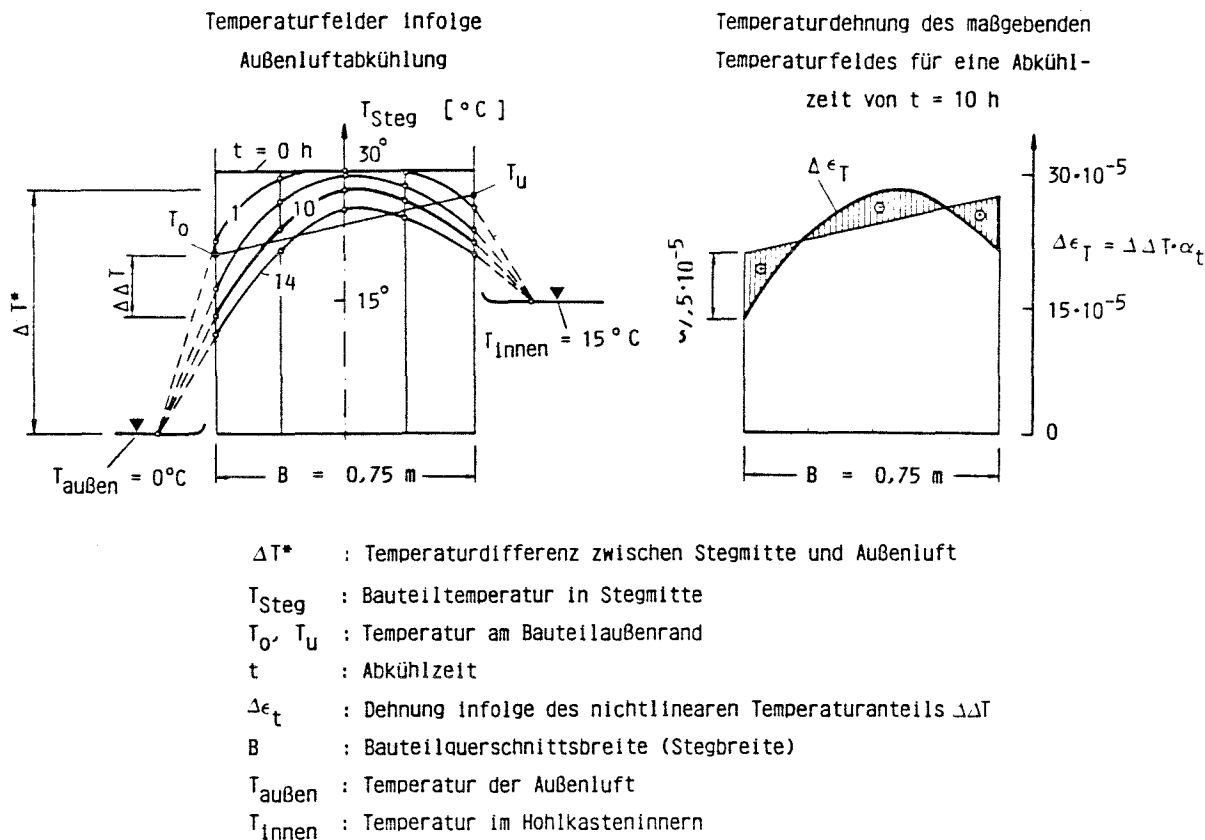 Temperaturfelder infolge
Außenluftabkühlung
T_Steg [°C]
t = 0 h
30°
T_u
T_o
1
10
14
ΔΔT
ΔT*
15°
T_innen = 15°C
T_außen = 0°C
B = 0,75 m
Temperaturdehnung des maßgebenden
Temperaturfeldes für eine Abkühl-
zeit von t = 10 h
Δϵ_T
30·10⁻⁵
Δϵ_T = ΔΔT·α_t
,5·10⁻⁵
15·10⁻⁵
0
B = 0,75 m
ΔT* : Temperaturdifferenz zwischen Stegmitte und Außenluft
T_Steg : Bauteiltemperatur in Stegmitte
T_o, T_u : Temperatur am Bauteilaußenrand
t : Abkühlzeit
Δϵ_t : Dehnung infolge des nichtlinearen Temperaturanteils ΔΔT
B : Bauteilquerschnittsbreite (Stegbreite)
T_außen : Temperatur der Außenluft
T_innen : Temperatur im Hohlkasteninnern